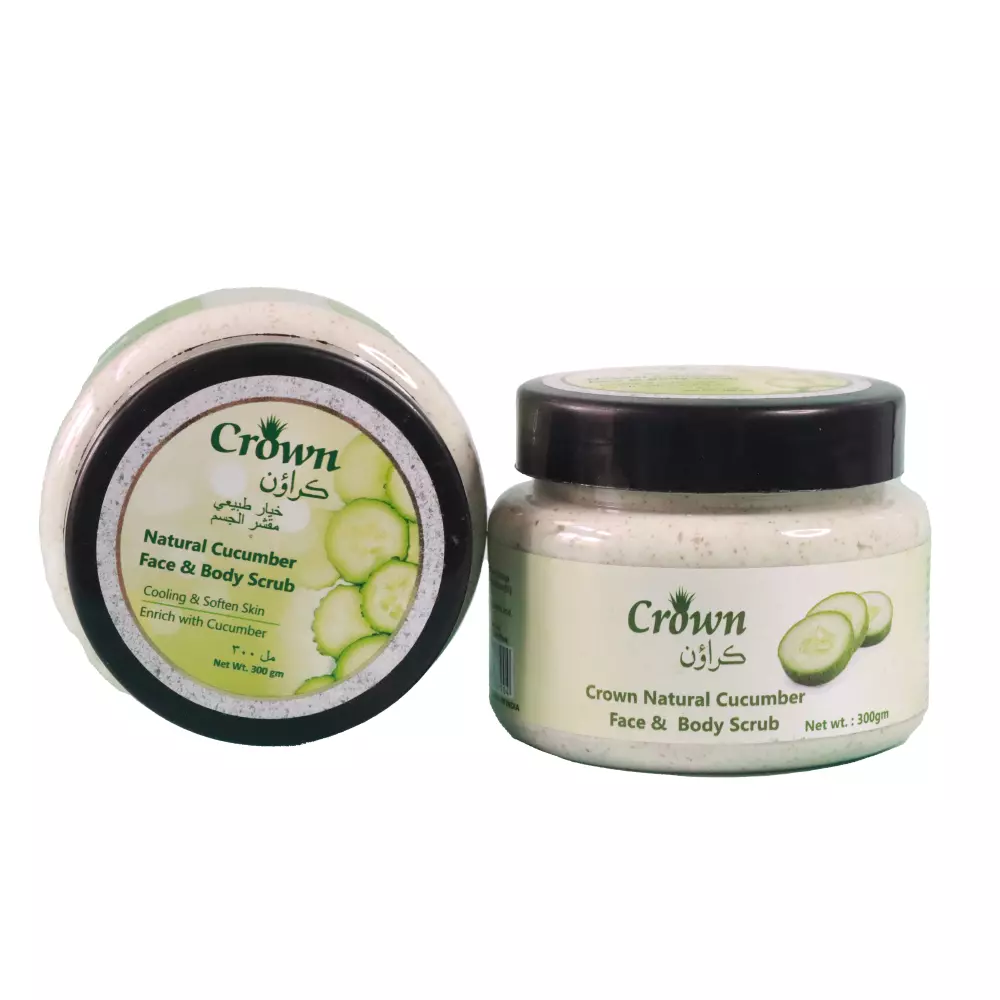 Crown
كراؤن
خيار طبيعي
مقشر الجسم
Natural Cucumber
Face & Body Scrub
Cooling & Soften Skin
Enrich with Cucumber
٣٠٠ مل
Net Wt. 300 gm
Crown
كراؤن
Crown Natural Cucumber
Face & Body Scrub
Net wt. : 300gm
INDIA